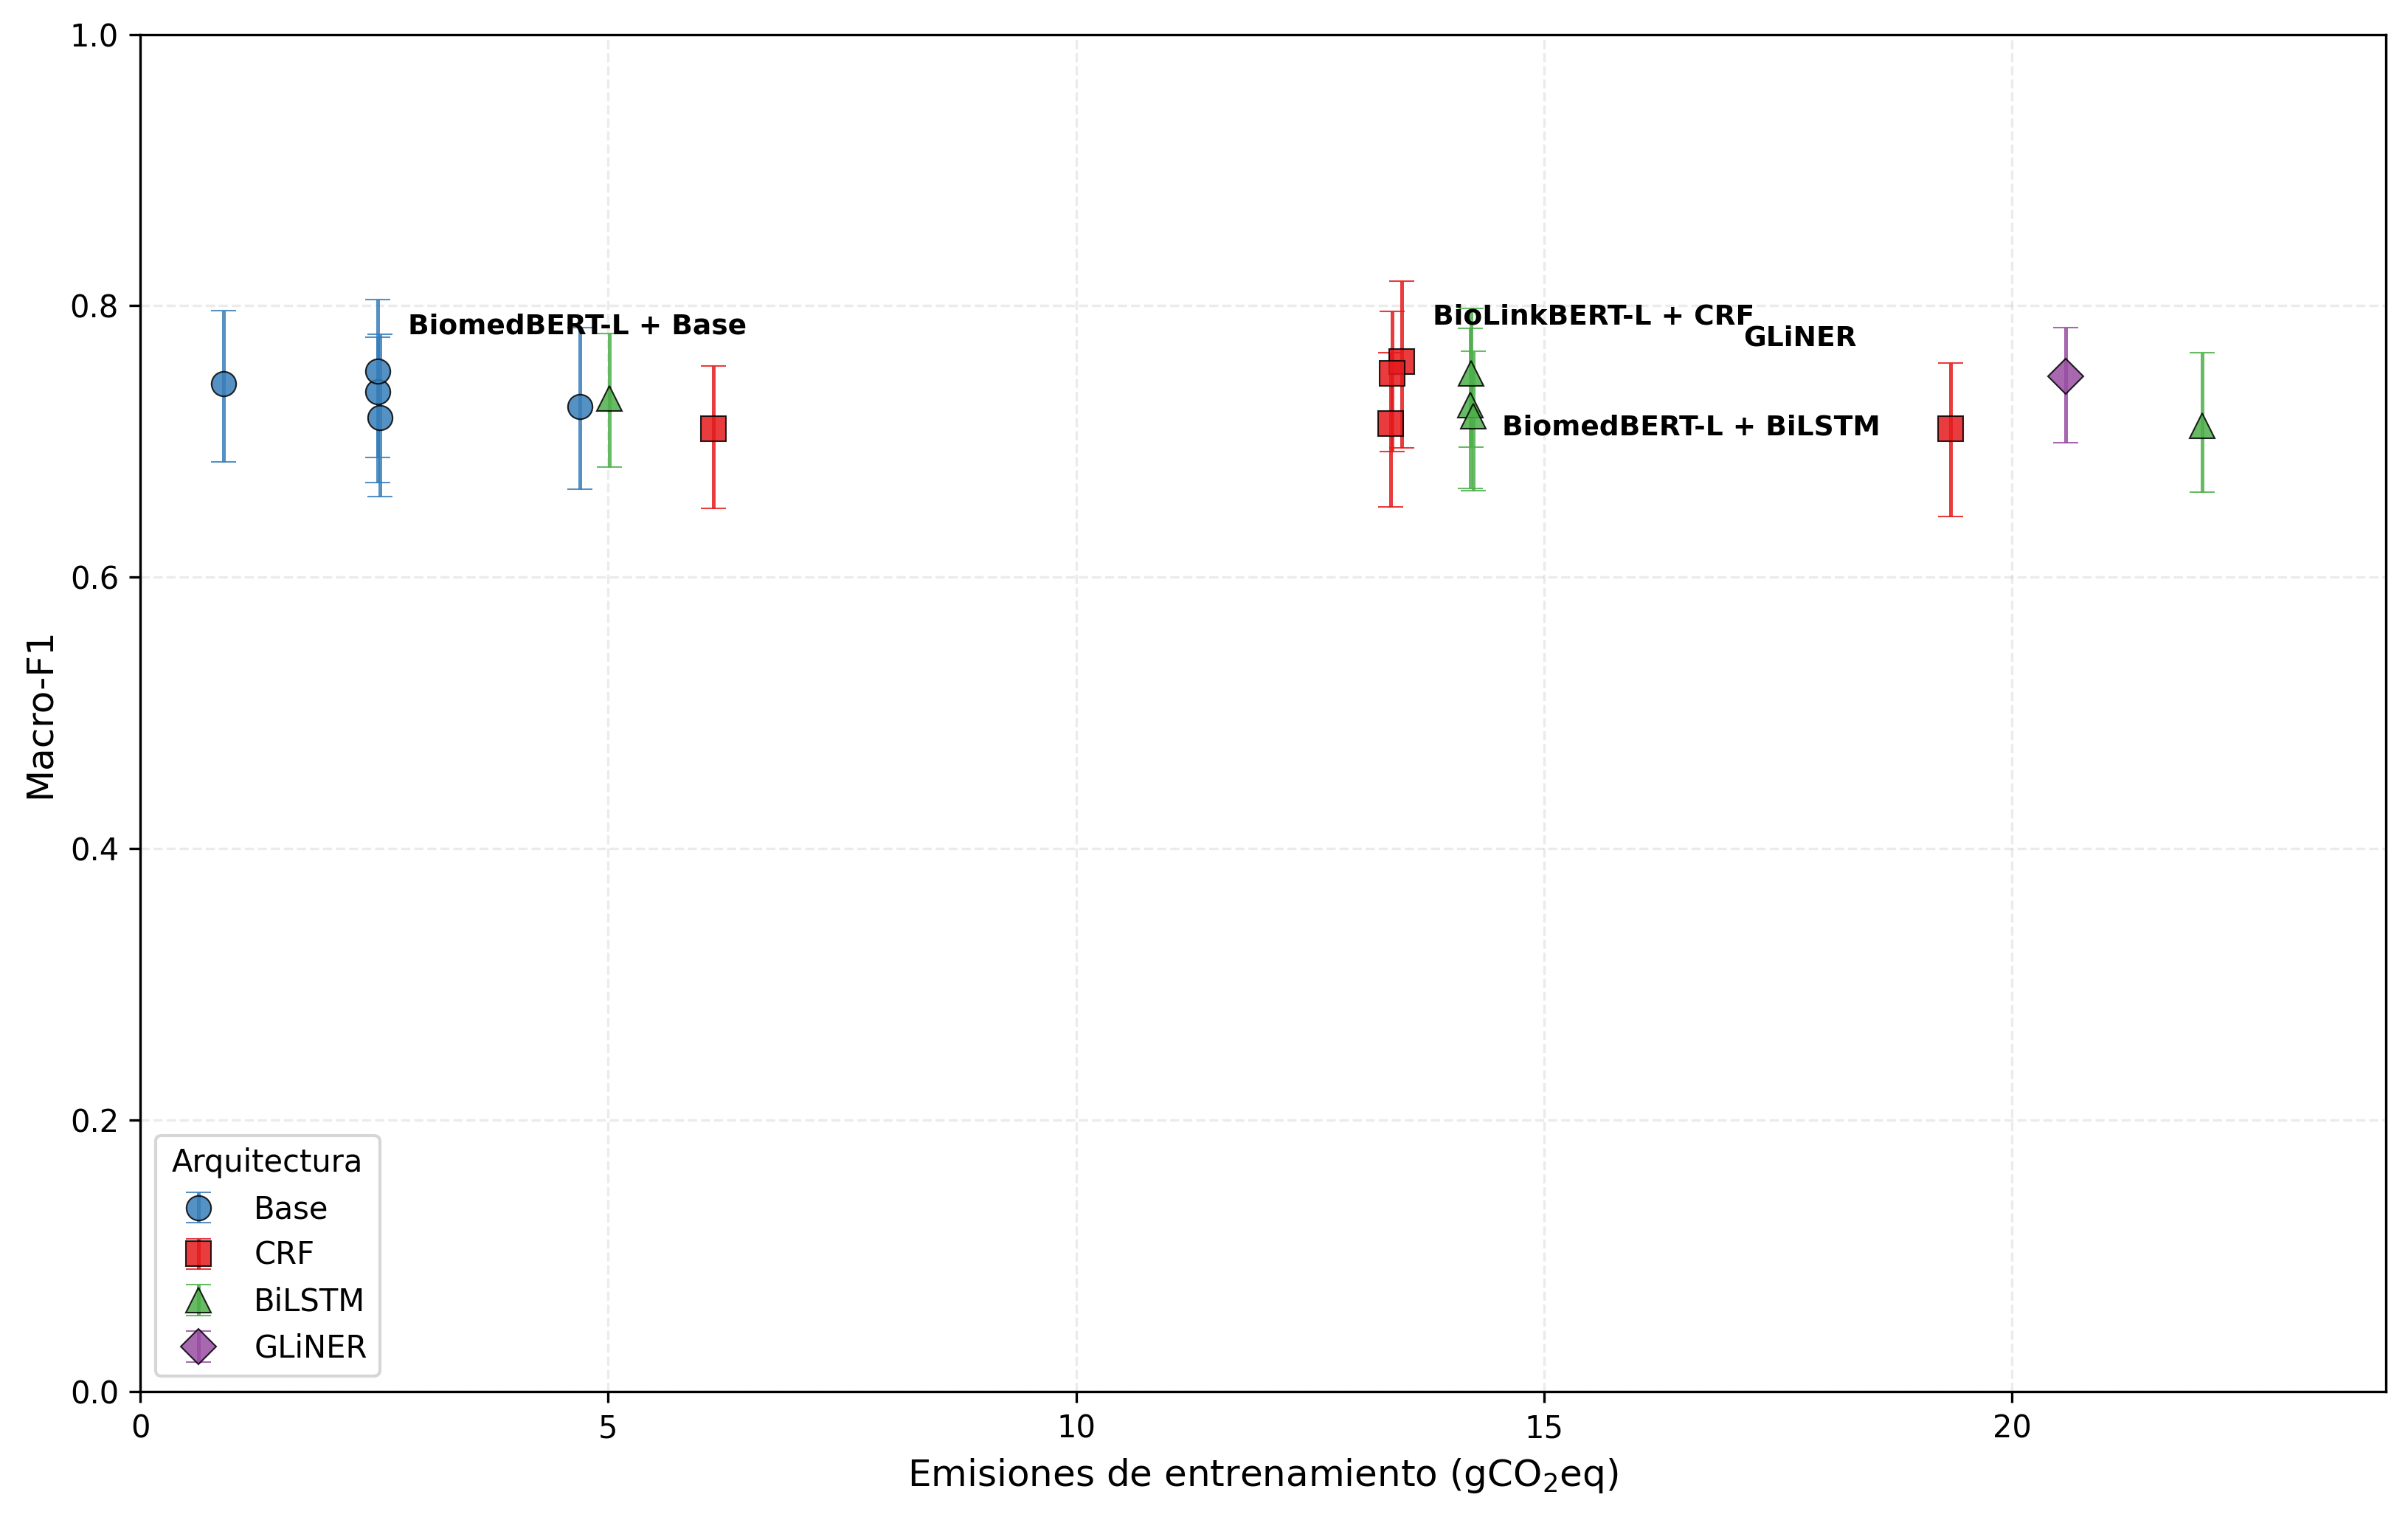 1.0
0.8
0.6
0.4
0.2
0.0
Macro-F1
BiomedBERT-L + Base
BioLinkBERT-L + CRF
GLiNER
BiomedBERT-L + BiLSTM
Arquitectura
Base
CRF
BiLSTM
GLiNER
0
5
10
15
20
Emisiones de entrenamiento (gCO₂eq)